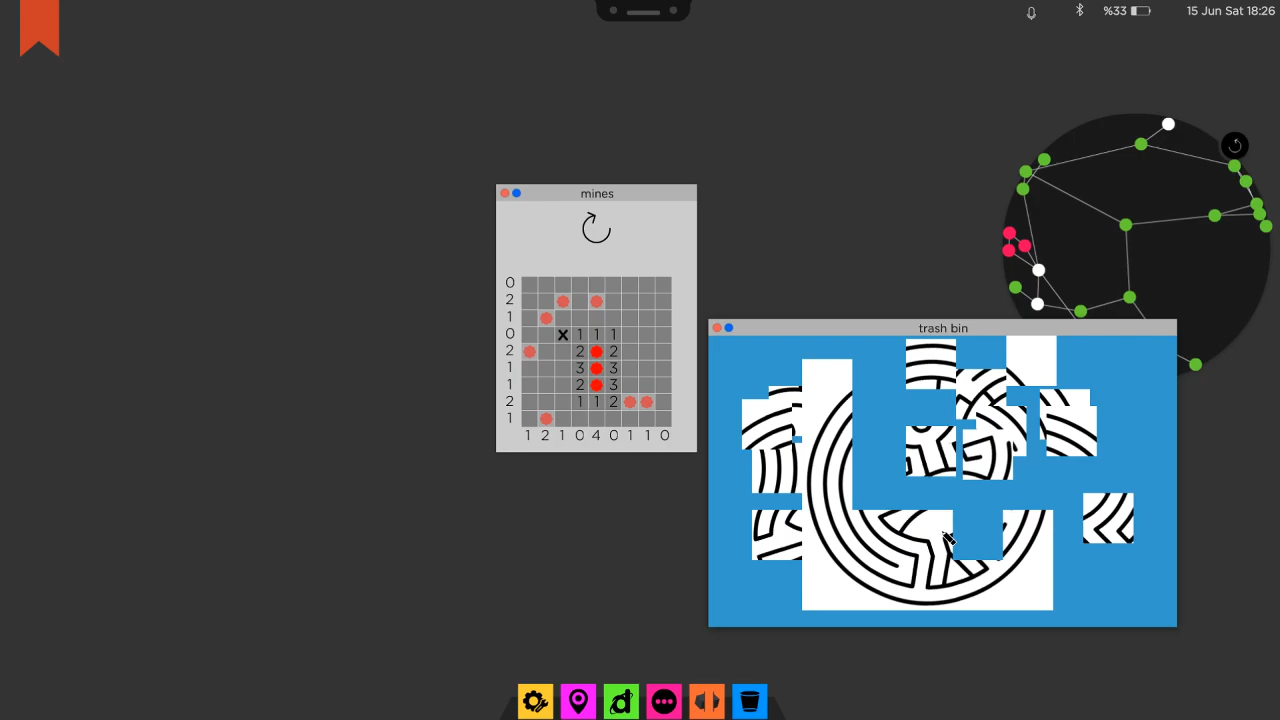 %33 15 Jun Sat 18:26
mines
0
2
1
0 x 1 1 1
2 2 2
1 3 3
1 2 3
2 1 1 2
1
1 2 1 0 4 0 1 1 0
trash bin
d